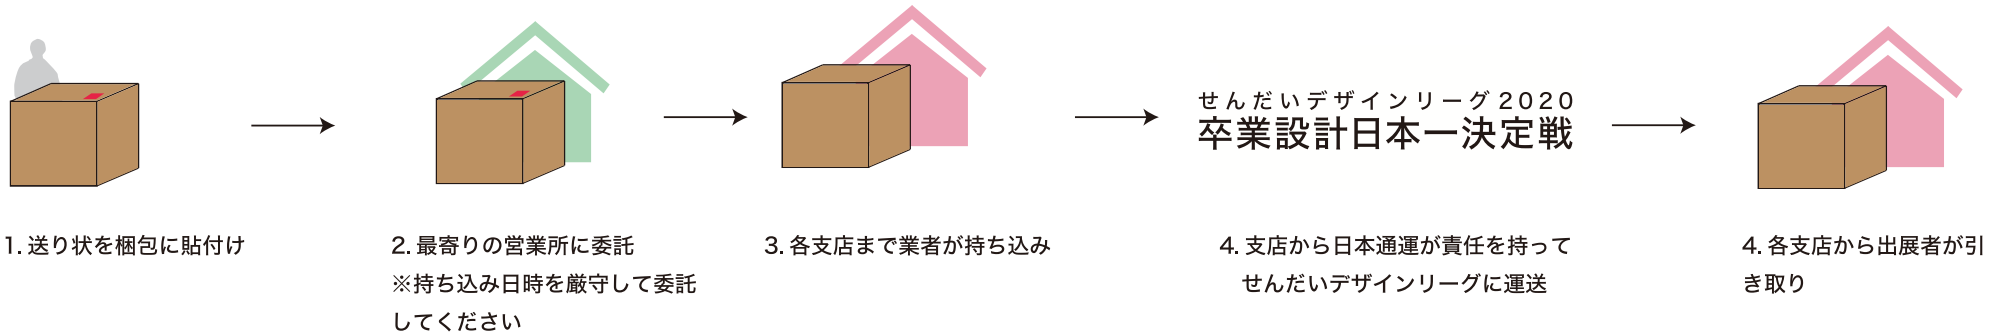 せんだいデザインリーグ2020
卒業設計日本一決定戦
1. 送り状を梱包に貼付け
2. 最寄りの営業所に委託
※持ち込み日時を厳守して委託
してください
3. 各支店まで業者が持ち込み
4. 支店から日本通運が責任を持って
せんだいデザインリーグに運送
4. 各支店から出展者が引
き取り